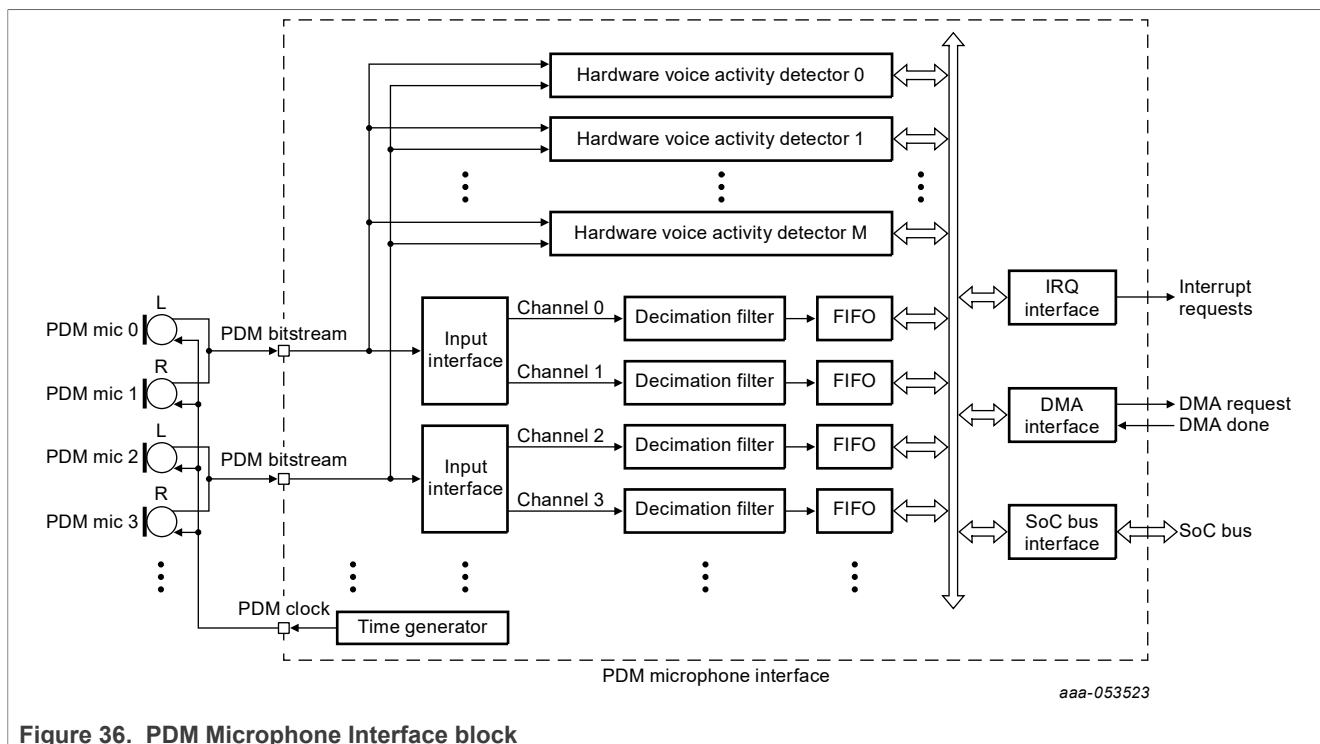 Hardware voice activity detector 0
Hardware voice activity detector 1
Hardware voice activity detector M
L
PDM mic 0
R
PDM mic 1
L
PDM mic 2
R
PDM mic 3
PDM bitstream
PDM bitstream
PDM clock
Time generator
Input
interface
Input
interface
Channel 0
Channel 1
Channel 2
Channel 3
Decimation filter
Decimation filter
Decimation filter
Decimation filter
FIFO
FIFO
FIFO
FIFO
IRQ
interface
Interrupt
requests
DMA
interface
DMA request
DMA done
SoC bus
interface
SoC bus
PDM microphone interface
aaa-053523
Figure 36. PDM Microphone Interface block